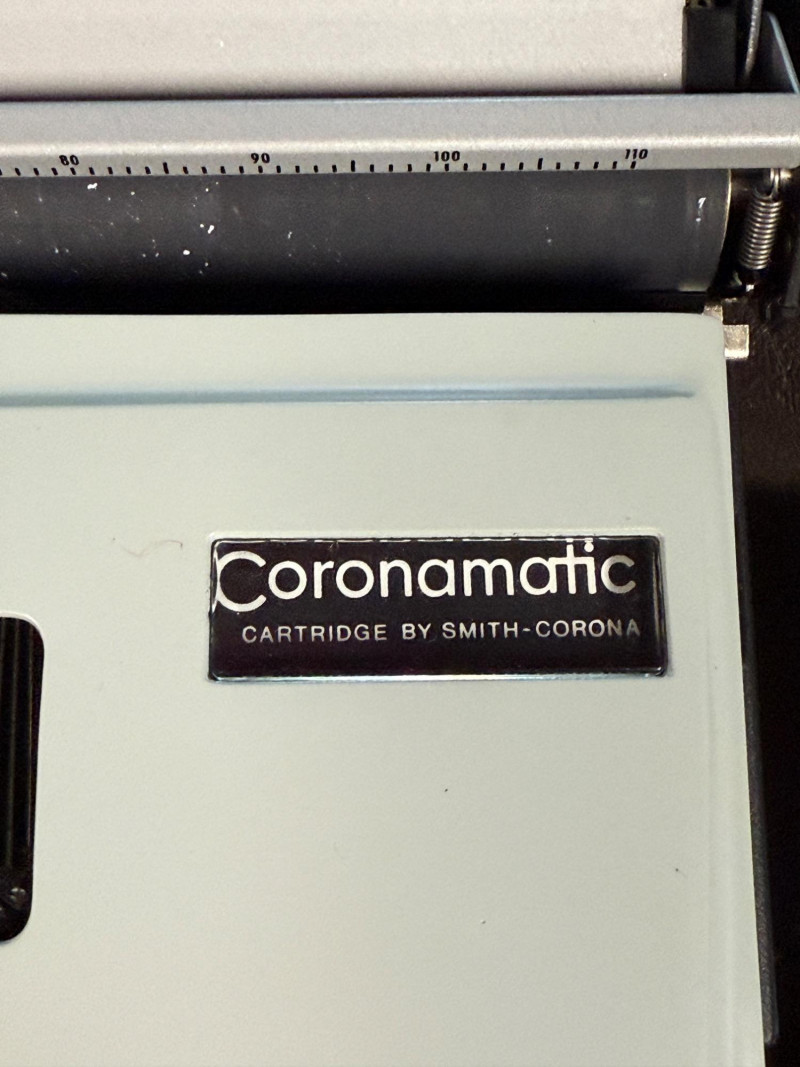 80 90 100 110
Coronamatic
CARTRIDGE BY SMITH-CORONA